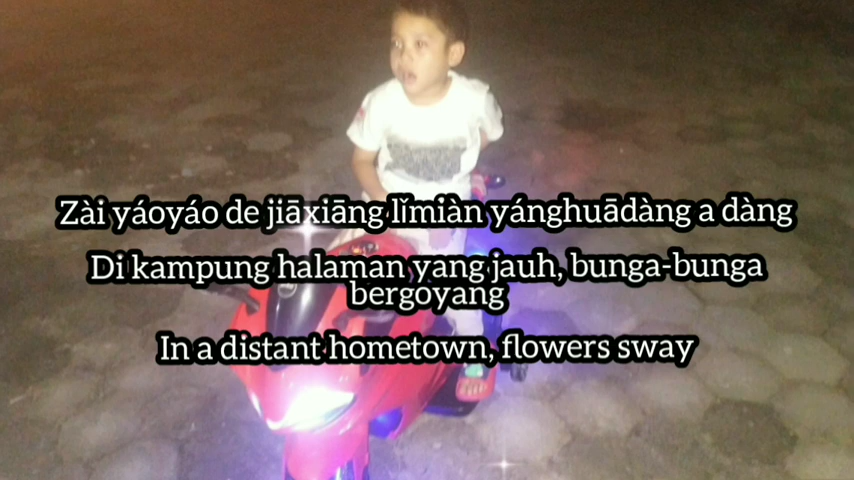 Zài yáoyáo de jiāxiāng lǐmiàn yánghuādàng a dàng
Di kampung halaman yang jauh, bunga-bunga
bergoyang
In a distant hometown, flowers sway